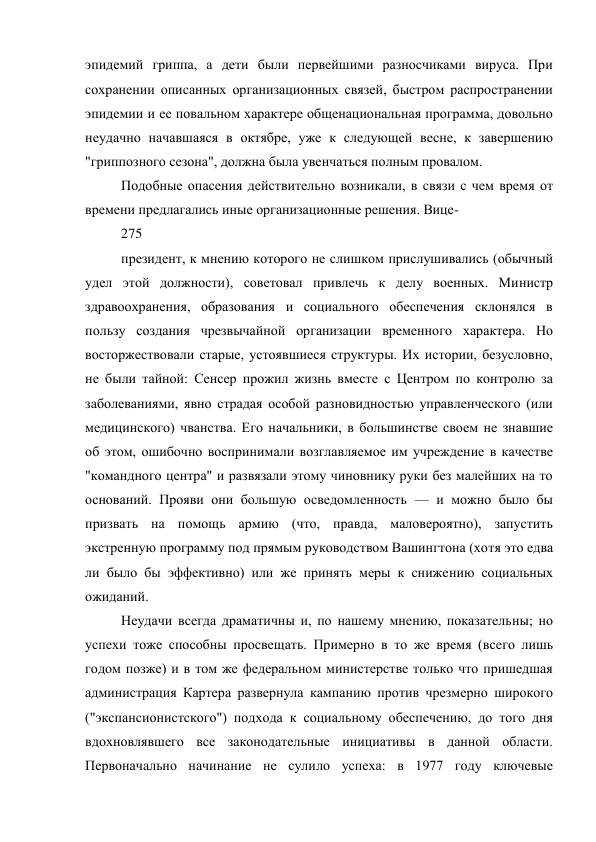 эпидемий гриппа, а дети были первейшими разносчиками вируса. При
сохранении описанных организационных связей, быстром распространении
эпидемии и ее повальном характере общенациональная программа, довольно
неудачно начавшаяся в октябре, уже к следующей весне, к завершению
"гриппозного сезона", должна была увенчаться полным провалом.
Подобные опасения действительно возникали, в связи с чем время от
времени предлагались иные организационные решения. Вице-
275
президент, к мнению которого не слишком прислушивались (обычный
удел этой должности), советовал привлечь к делу военных. Министр
здравоохранения, образования и социального обеспечения склонялся в
пользу создания чрезвычайной организации временного характера. Но
восторжествовали старые, устоявшиеся структуры. Их истории, безусловно,
не были тайной: Сенсер прожил жизнь вместе с Центром по контролю за
заболеваниями, явно страдая особой разновидностью управленческого (или
медицинского) чванства. Его начальники, в большинстве своем не знавшие
об этом, ошибочно воспринимали возглавляемое им учреждение в качестве
"командного центра" и развязали этому чиновнику руки без малейших на то
оснований. Прояви они большую осведомленность — и можно было бы
призвать на помощь армию (что, правда, маловероятно), запустить
экстренную программу под прямым руководством Вашингтона (хотя это едва
ли было бы эффективно) или же принять меры к снижению социальных
ожиданий.
Неудачи всегда драматичны и, по нашему мнению, показательны; но
успехи тоже способны просвещать. Примерно в то же время (всего лишь
годом позже) и в том же федеральном министерстве только что пришедшая
администрация Картера развернула кампанию против чрезмерно широкого
("экспансионистского") подхода к социальному обеспечению, до того дня
вдохновлявшего все законодательные инициативы в данной области.
Первоначально начинание не сулило успеха: в 1977 году ключевые